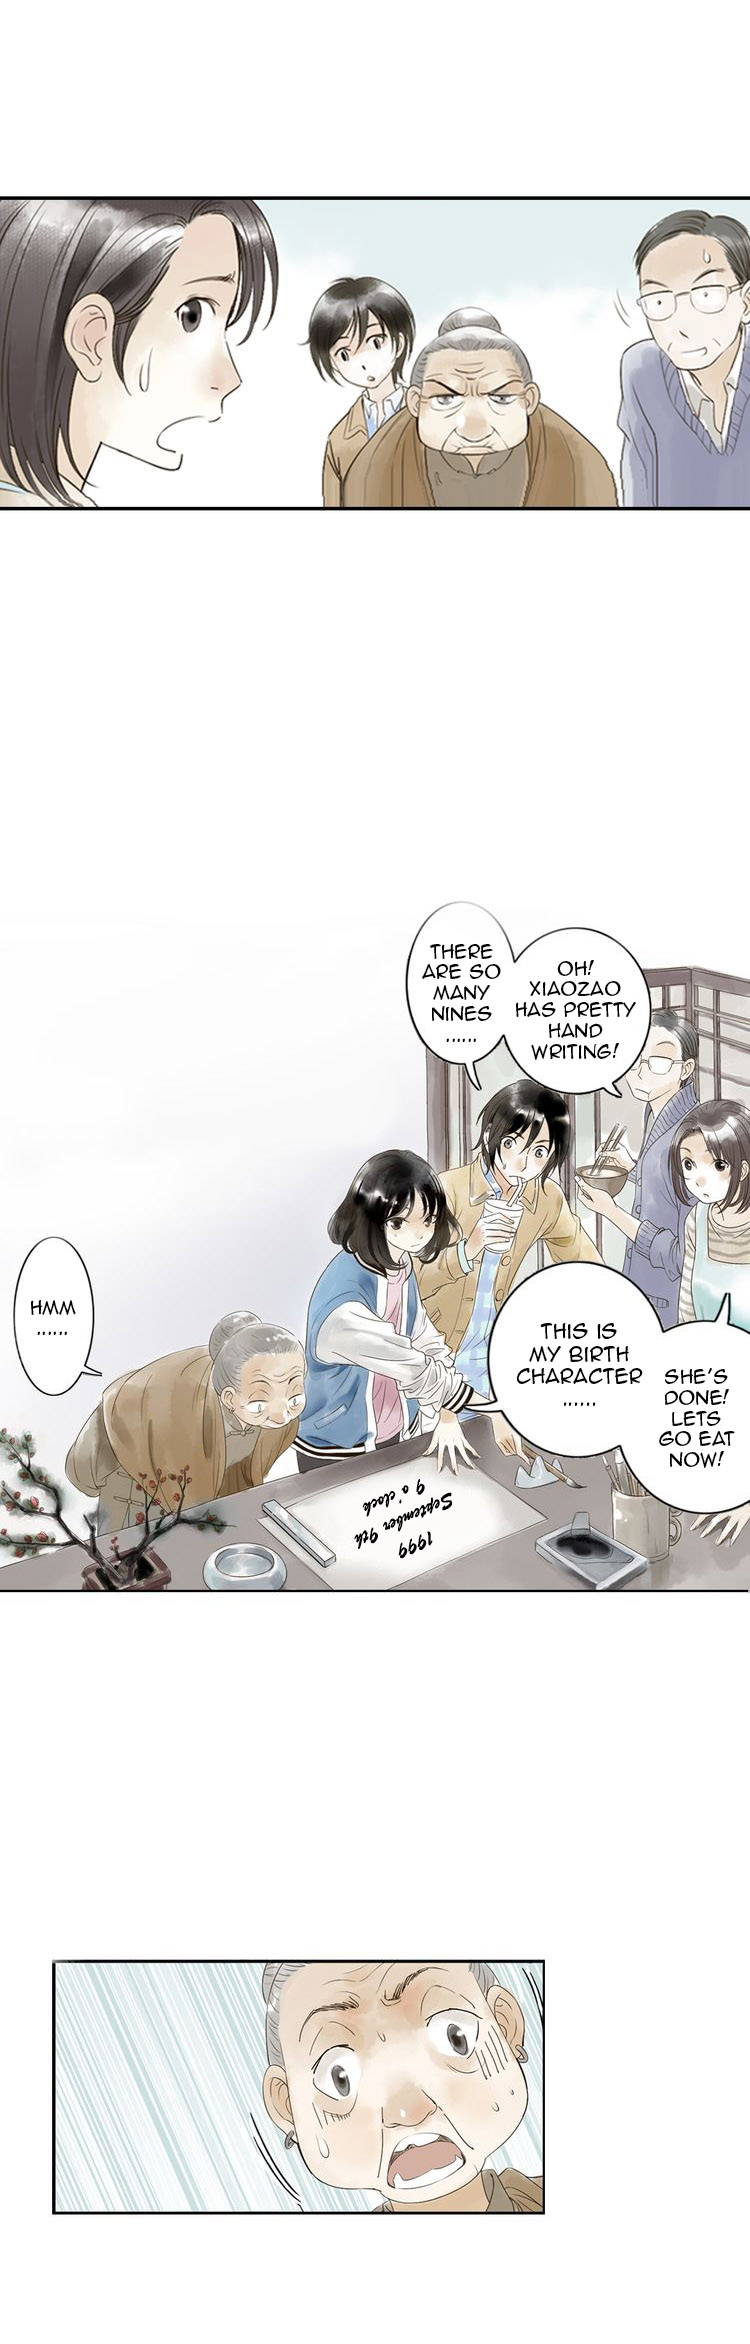 THERE
ARE SO
MANY
NINES
......
OH!
XIAOZAO
HAS PRETTY
HAND
WRITING!
HMM
......
THIS IS
MY BIRTH
CHARACTER
......
SHE'S
DONE!
LETS
GO EAT
NOW!
1999
September 9th
9 o'clock